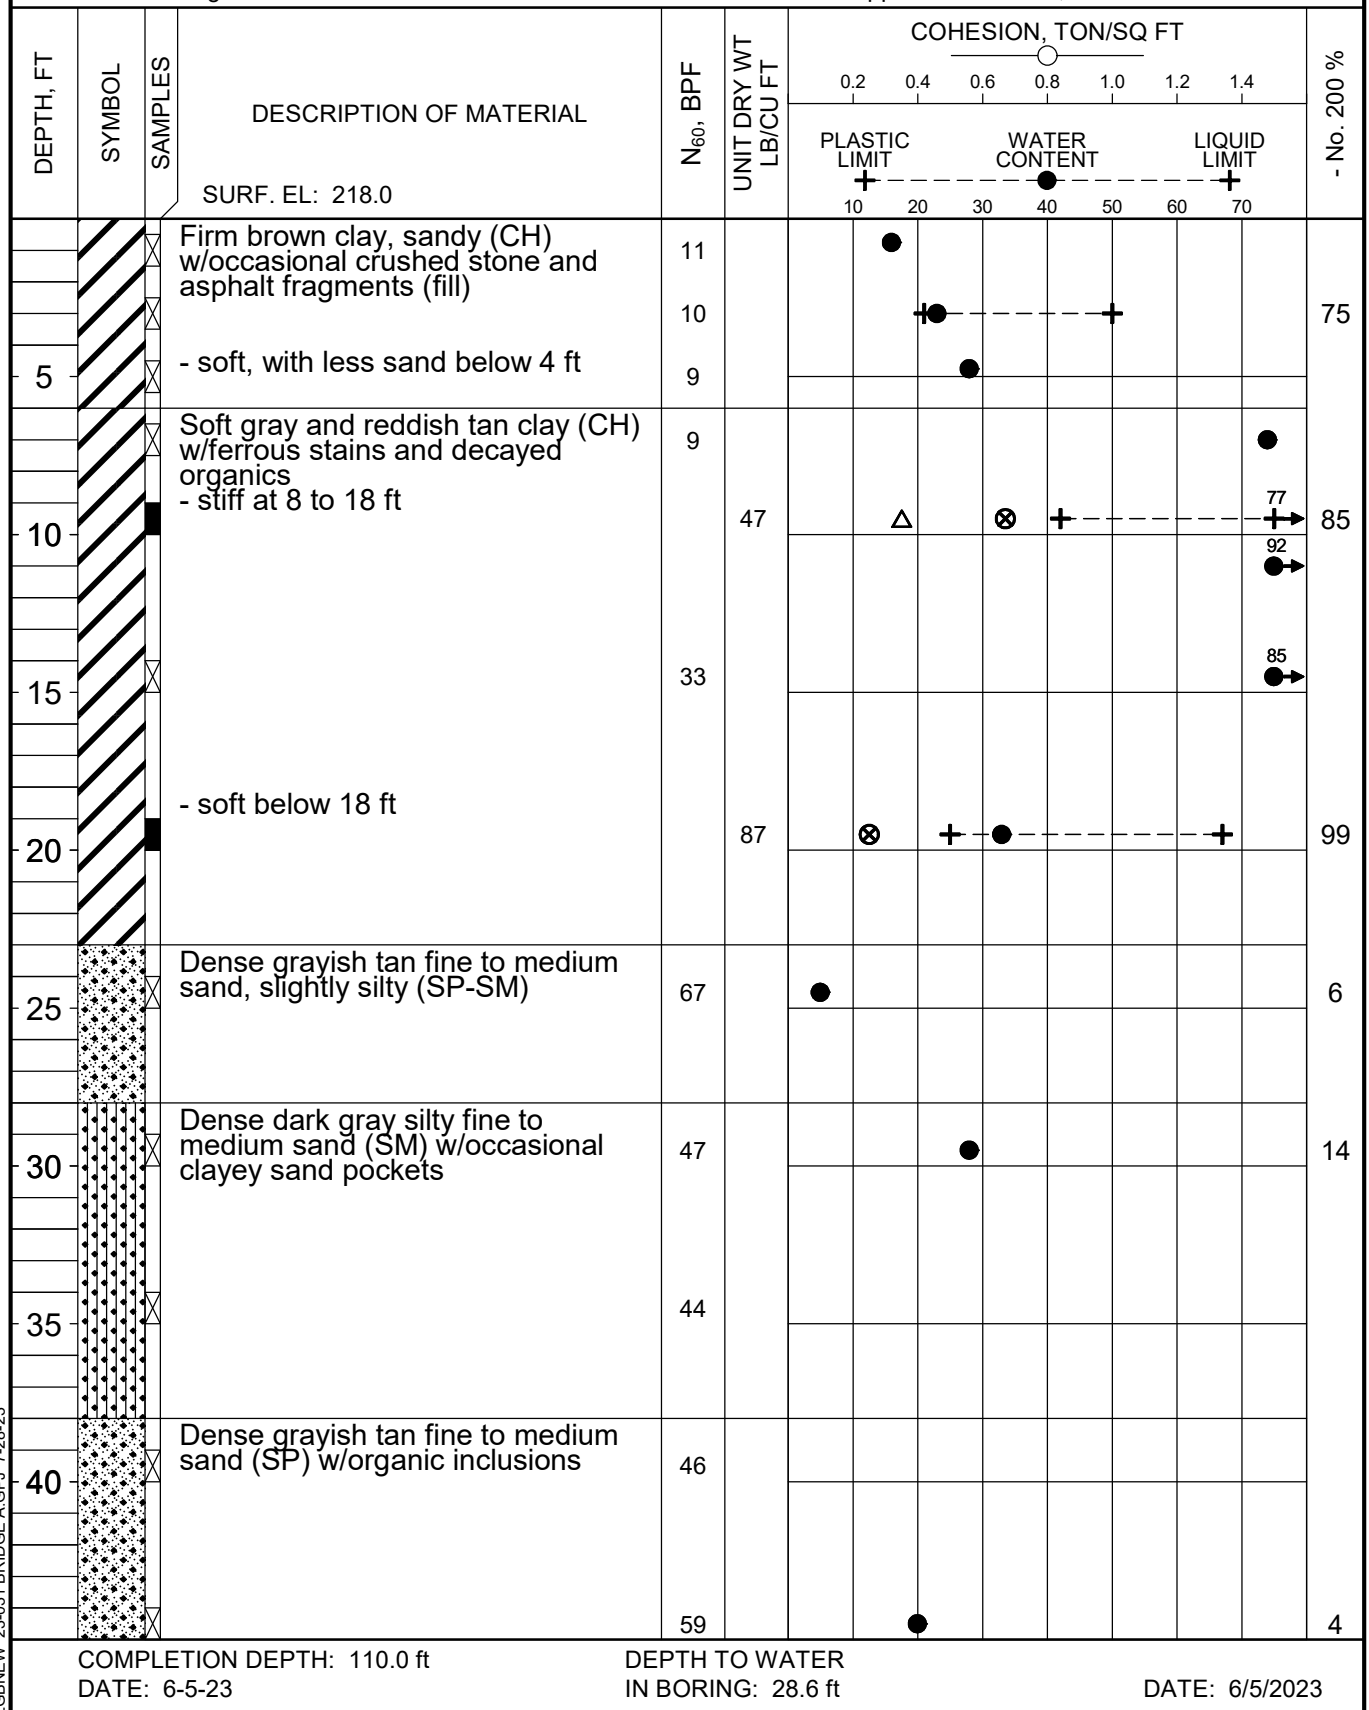 COHESION, TON/SQ FT
0.2 0.4 0.6 0.8 1.0 1.2 1.4
DEPTH, FT
SYMBOL
SAMPLES
DESCRIPTION OF MATERIAL
N60, BPF
UNIT DRY WT
LB/CU FT
- No. 200 %
PLASTIC
LIMIT
WATER
CONTENT
LIQUID
LIMIT
SURF. EL: 218.0
10 20 30 40 50 60 70
Firm brown clay, sandy (CH)
w/occasional crushed stone and
asphalt fragments (fill)
11
10 75
- soft, with less sand below 4 ft
5 9
Soft gray and reddish tan clay (CH)
w/ferrous stains and decayed
organics
9
- stiff at 8 to 18 ft
77
47 85
10
92
85
33
15
- soft below 18 ft
87 99
20
Dense grayish tan fine to medium
sand, slightly silty (SP-SM)
67 6
25
Dense dark gray silty fine to
medium sand (SM) w/occasional
clayey sand pockets
47 14
30
44
35
Dense grayish tan fine to medium
sand (SP) w/organic inclusions
46
40
59 4
COMPLETION DEPTH: 110.0 ft
DATE: 6-5-23
DEPTH TO WATER
IN BORING: 28.6 ft
DATE: 6/5/2023